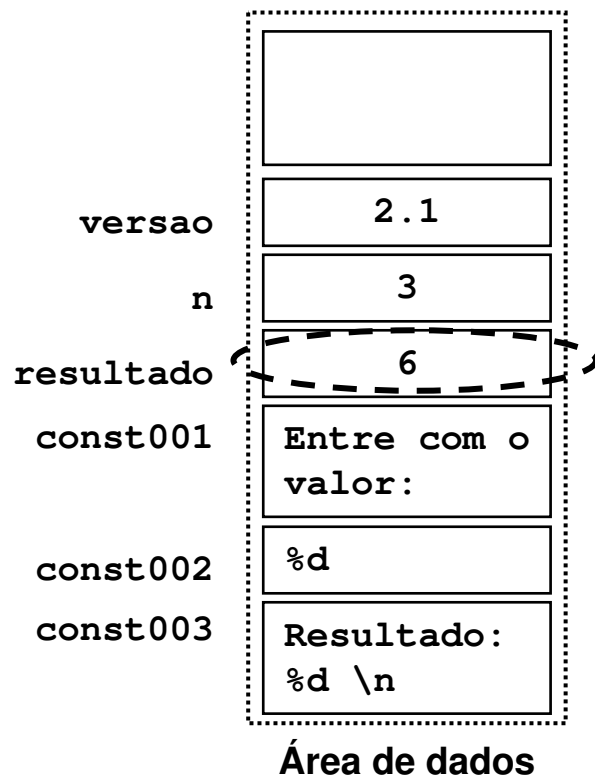 versao
2.1
n
3
resultado
6
const001
Entre com o
valor:
const002
%d
const003
Resultado:
%d \n
Área de dados